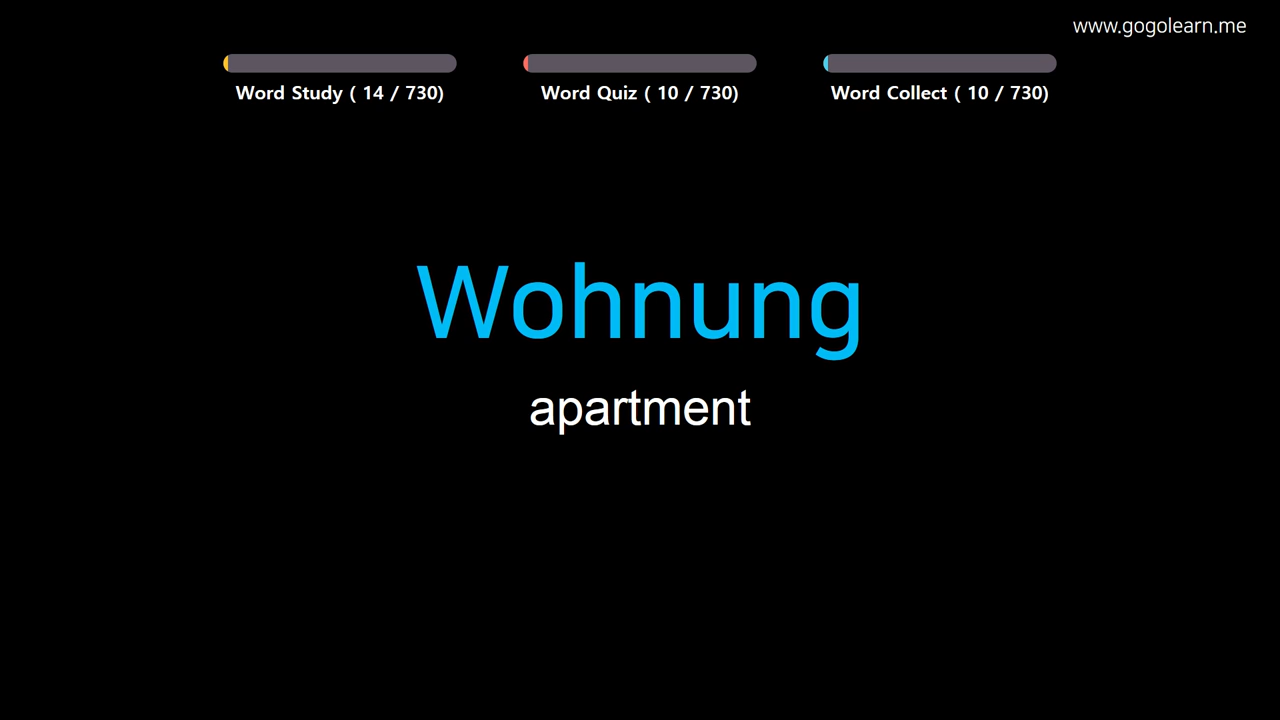 www.gogolearn.me
Word Study ( 14 / 730)
Word Quiz ( 10 / 730)
Word Collect ( 10 / 730)
Wohnung
apartment